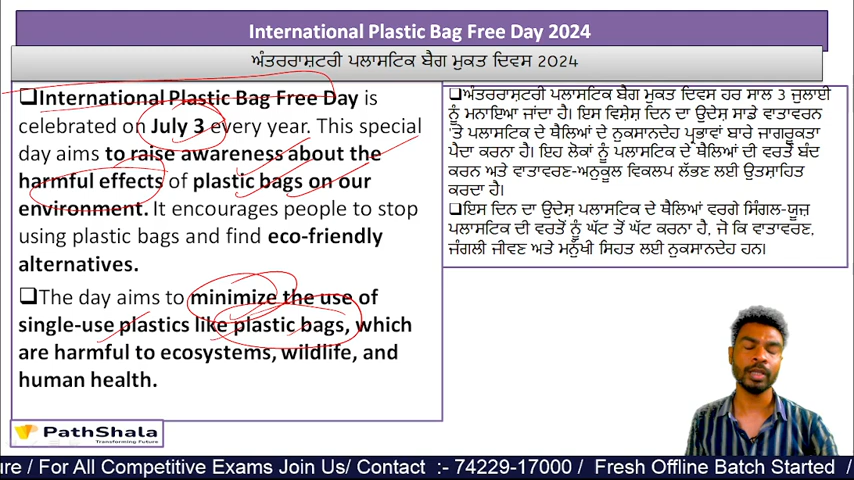 International Plastic Bag Free Day 2024
ਅੰਤਰਰਾਸ਼ਟਰੀ ਪਲਾਸਟਿਕ ਬੈਗ ਮੁਕਤ ਦਿਵਸ 2024
❑International Plastic Bag Free Day is
celebrated on July 3 every year. This special
day aims to raise awareness about the
harmful effects of plastic bags on our
environment. It encourages people to stop
using plastic bags and find eco-friendly
alternatives.
❑The day aims to minimize the use of
single-use plastics like plastic bags, which
are harmful to ecosystems, wildlife, and
human health.
❑ਅੰਤਰਰਾਸ਼ਟਰੀ ਪਲਾਸਟਿਕ ਬੈਗ ਮੁਕਤ ਦਿਵਸ ਹਰ ਸਾਲ 3 ਜੁਲਾਈ
ਨੂੰ ਮਨਾਇਆ ਜਾਂਦਾ ਹੈ। ਇਸ ਵਿਸ਼ੇਸ਼ ਦਿਨ ਦਾ ਉਦੇਸ਼ ਸਾਡੇ ਵਾਤਾਵਰਨ
'ਤੇ ਪਲਾਸਟਿਕ ਦੇ ਥੈਲਿਆਂ ਦੇ ਨੁਕਸਾਨਦੇਹ ਪ੍ਰਭਾਵਾਂ ਬਾਰੇ ਜਾਗਰੂਕਤਾ
ਪੈਦਾ ਕਰਨਾ ਹੈ। ਇਹ ਲੋਕਾਂ ਨੂੰ ਪਲਾਸਟਿਕ ਦੇ ਥੈਲਿਆਂ ਦੀ ਵਰਤੋਂ ਬੰਦ
ਕਰਨ ਅਤੇ ਵਾਤਾਵਰਣ-ਅਨੁਕੂਲ ਵਿਕਲਪ ਲੱਭਣ ਲਈ ਉਤਸ਼ਾਹਿਤ
ਕਰਦਾ ਹੈ।
❑ਇਸ ਦਿਨ ਦਾ ਉਦੇਸ਼ ਪਲਾਸਟਿਕ ਦੇ ਥੈਲਿਆਂ ਵਰਗੇ ਸਿੰਗਲ-ਯੂਜ਼
ਪਲਾਸਟਿਕ ਦੀ ਵਰਤੋਂ ਨੂੰ ਘੱਟ ਤੋਂ ਘੱਟ ਕਰਨਾ ਹੈ, ਜੋ ਕਿ ਵਾਤਾਵਰਣ,
ਜੰਗਲੀ ਜੀਵਣ ਅਤੇ ਮਨੁੱਖੀ ਸਿਹਤ ਲਈ ਨੁਕਸਾਨਦੇਹ ਹਨ।
PathShala
Transforming Future
ure / For All Competitive Exams Join Us/ Contact :- 74229-17000 / Fresh Offline Batch Started /